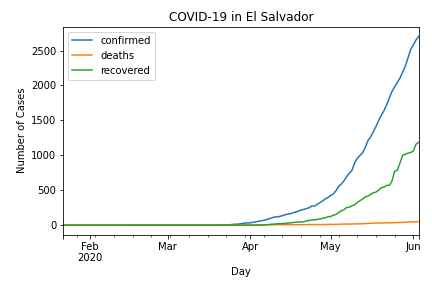 COVID-19 in El Salvador
confirmed
deaths
recovered
Number of Cases
2500
2000
1500
1000
500
0
Feb
2020
Mar
Apr
May
Jun
Day